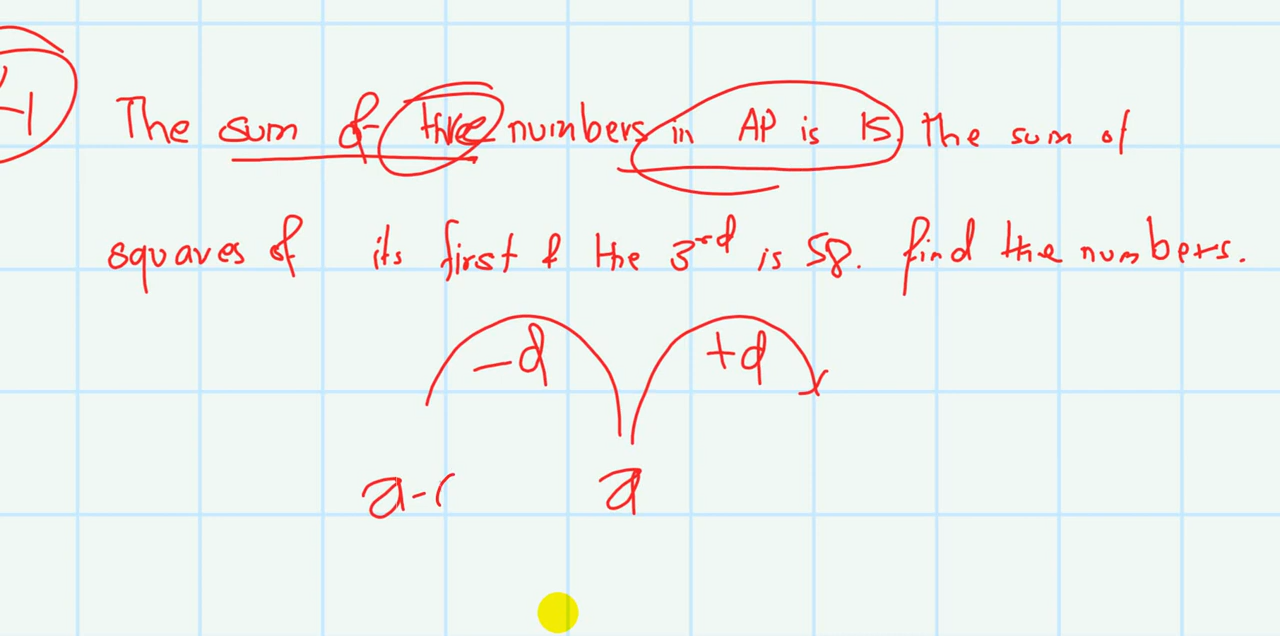 4
The sum of three numbers in AP is 15, the sum of
squares of its first & the 3rd is 58. find the numbers.
-d +d
a-( a